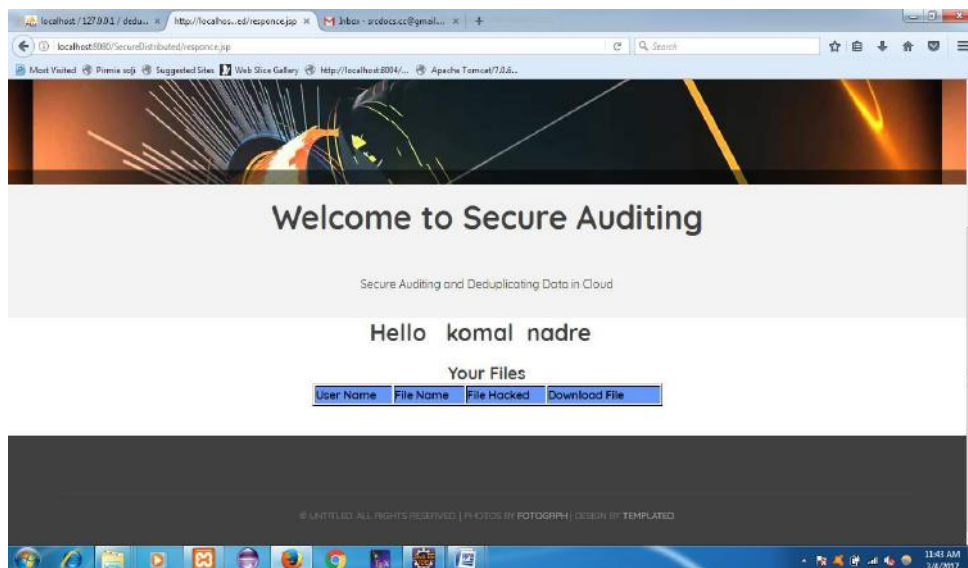 localhost / 127.0.0.1 / dedu... × http://localhos...ed/responce.jsp × Inbox - srcdocs.cc@gmail.... × +
localhost:8080/SecureDistributed/responce.jsp Search
Most Visited Suggested Sites Web Slice Gallery http://localhost:8084/... Apache Tomcat/7.0.6...
Welcome to Secure Auditing
Secure Auditing and Deduplicating Data in Cloud
Hello komal nadre
Your Files
User Name File Name File Hacked Download File
© UNTITLED. ALL RIGHTS RESERVED. | PHOTOS BY FOTOGRPH | DESIGN BY TEMPLATED.
11:43 AM
3/4/2017